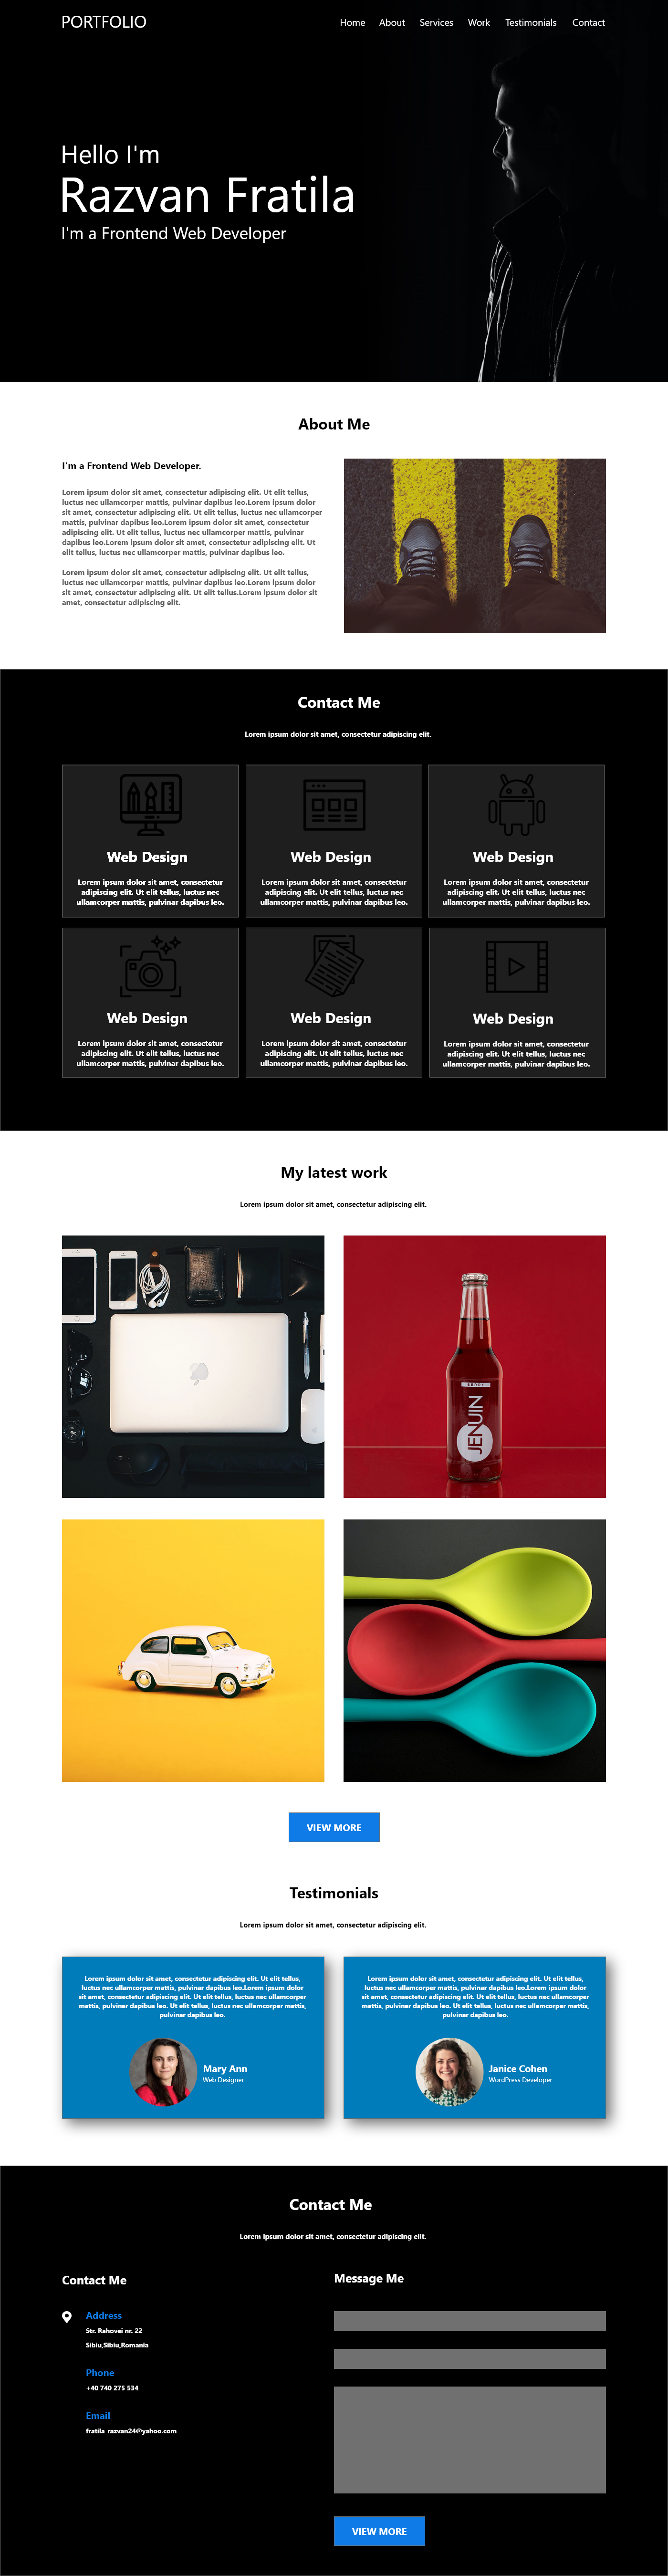 PORTFOLIO
Home About Services Work Testimonials Contact
Hello I'm
Razvan Fratila
I'm a Frontend Web Developer
About Me
I'm a Frontend Web Developer.
Lorem ipsum dolor sit amet, consectetur adipiscing elit. Ut elit tellus,
luctus nec ullamcorper mattis, pulvinar dapibus leo.Lorem ipsum dolor
sit amet, consectetur adipiscing elit. Ut elit tellus, luctus nec ullamcorper
mattis, pulvinar dapibus leo.Lorem ipsum dolor sit amet, consectetur
adipiscing elit. Ut elit tellus, luctus nec ullamcorper mattis, pulvinar
dapibus leo.Lorem ipsum dolor sit amet, consectetur adipiscing elit. Ut
elit tellus, luctus nec ullamcorper mattis, pulvinar dapibus leo.
Lorem ipsum dolor sit amet, consectetur adipiscing elit. Ut elit tellus,
luctus nec ullamcorper mattis, pulvinar dapibus leo.Lorem ipsum dolor
sit amet, consectetur adipiscing elit. Ut elit tellus.Lorem ipsum dolor sit
amet, consectetur adipiscing elit.
Contact Me
Lorem ipsum dolor sit amet, consectetur adipiscing elit.
Web Design
Lorem ipsum dolor sit amet, consectetur
adipiscing elit. Ut elit tellus, luctus nec
ullamcorper mattis, pulvinar dapibus leo.
Web Design
Lorem ipsum dolor sit amet, consectetur
adipiscing elit. Ut elit tellus, luctus nec
ullamcorper mattis, pulvinar dapibus leo.
Web Design
Lorem ipsum dolor sit amet, consectetur
adipiscing elit. Ut elit tellus, luctus nec
ullamcorper mattis, pulvinar dapibus leo.
Web Design
Lorem ipsum dolor sit amet, consectetur
adipiscing elit. Ut elit tellus, luctus nec
ullamcorper mattis, pulvinar dapibus leo.
Web Design
Lorem ipsum dolor sit amet, consectetur
adipiscing elit. Ut elit tellus, luctus nec
ullamcorper mattis, pulvinar dapibus leo.
Web Design
Lorem ipsum dolor sit amet, consectetur
adipiscing elit. Ut elit tellus, luctus nec
ullamcorper mattis, pulvinar dapibus leo.
My latest work
Lorem ipsum dolor sit amet, consectetur adipiscing elit.
JENUIN
VIEW MORE
Testimonials
Lorem ipsum dolor sit amet, consectetur adipiscing elit.
Lorem ipsum dolor sit amet, consectetur adipiscing elit. Ut elit tellus,
luctus nec ullamcorper mattis, pulvinar dapibus leo.Lorem ipsum dolor
sit amet, consectetur adipiscing elit. Ut elit tellus, luctus nec ullamcorper
mattis, pulvinar dapibus leo. Ut elit tellus, luctus nec ullamcorper mattis,
pulvinar dapibus leo.
Mary Ann
Web Designer
Lorem ipsum dolor sit amet, consectetur adipiscing elit. Ut elit tellus,
luctus nec ullamcorper mattis, pulvinar dapibus leo.Lorem ipsum dolor
sit amet, consectetur adipiscing elit. Ut elit tellus, luctus nec ullamcorper
mattis, pulvinar dapibus leo. Ut elit tellus, luctus nec ullamcorper mattis,
pulvinar dapibus leo.
Janice Cohen
WordPress Developer
Contact Me
Lorem ipsum dolor sit amet, consectetur adipiscing elit.
Contact Me
Address
Str. Rahovei nr. 22
Sibiu,Sibiu,Romania
Phone
+40 740 275 534
Email
fratila_razvan24@yahoo.com
Message Me
VIEW MORE